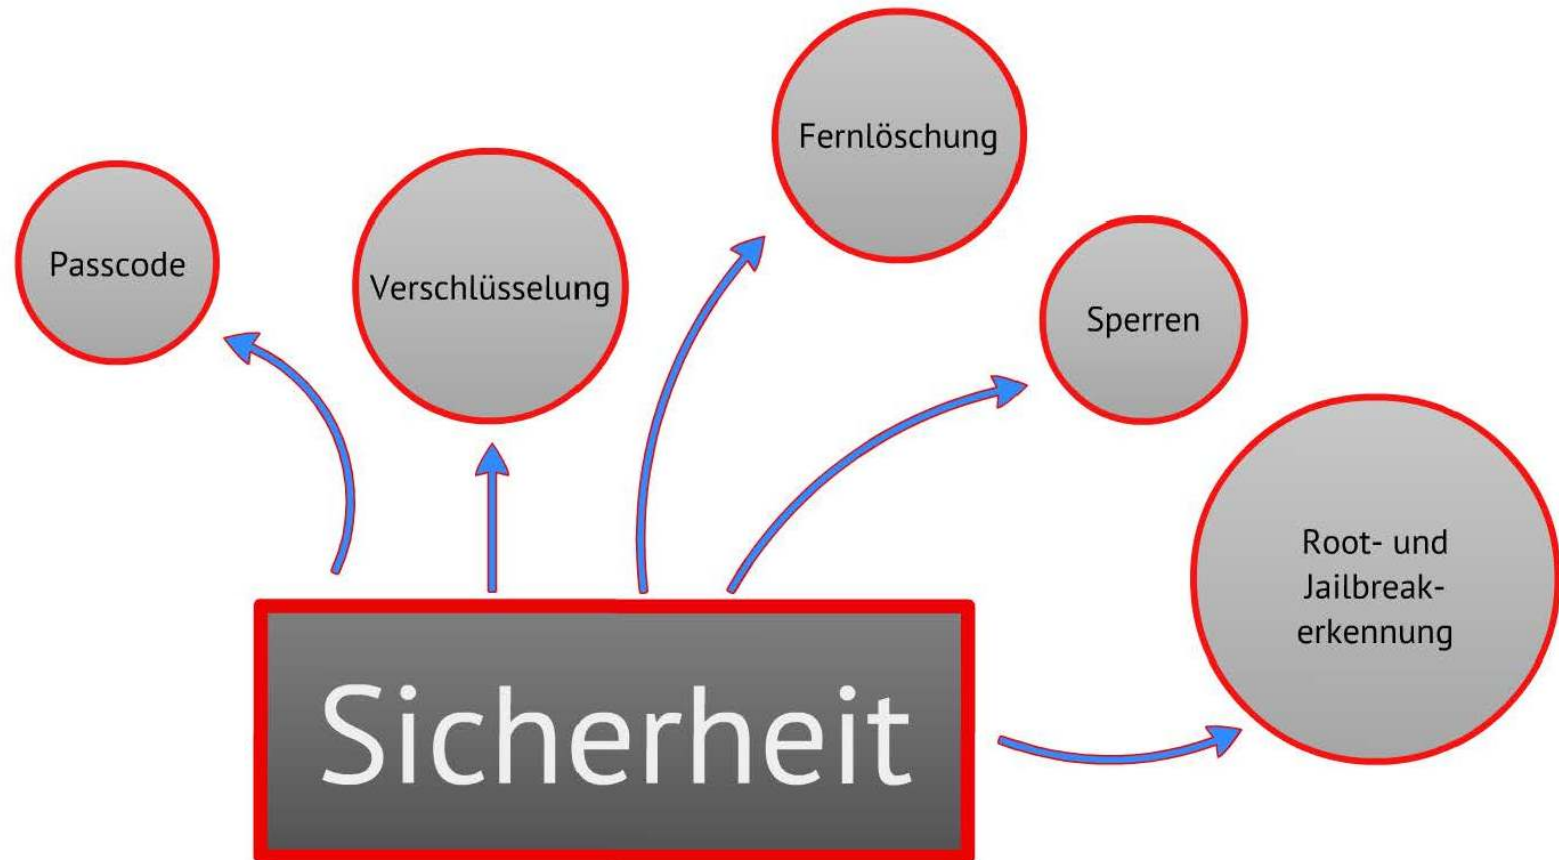 Fernlöschung
Passcode
Verschlüsselung
Sperren
Root- und
Jailbreak-
erkennung
Sicherheit